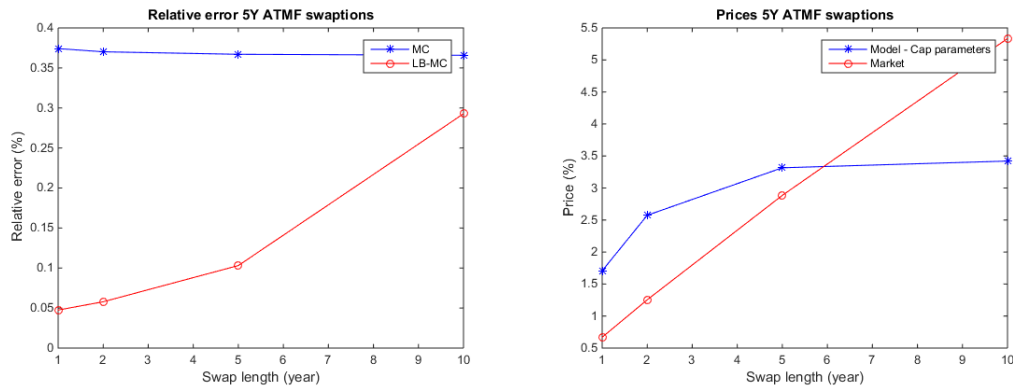 Relative error 5Y ATMF swaptions
0.4
0.35
0.3
0.25
0.2
0.15
0.1
0.05
0
Relative error (%)
MC
LB-MC
1 2 3 4 5 6 7 8 9 10
Swap length (year)
Prices 5Y ATMF swaptions
5.5
5
4.5
4
3.5
3
2.5
2
1.5
1
0.5
Price (%)
Model - Cap parameters
Market
1 2 3 4 5 6 7 8 9 10
Swap length (year)